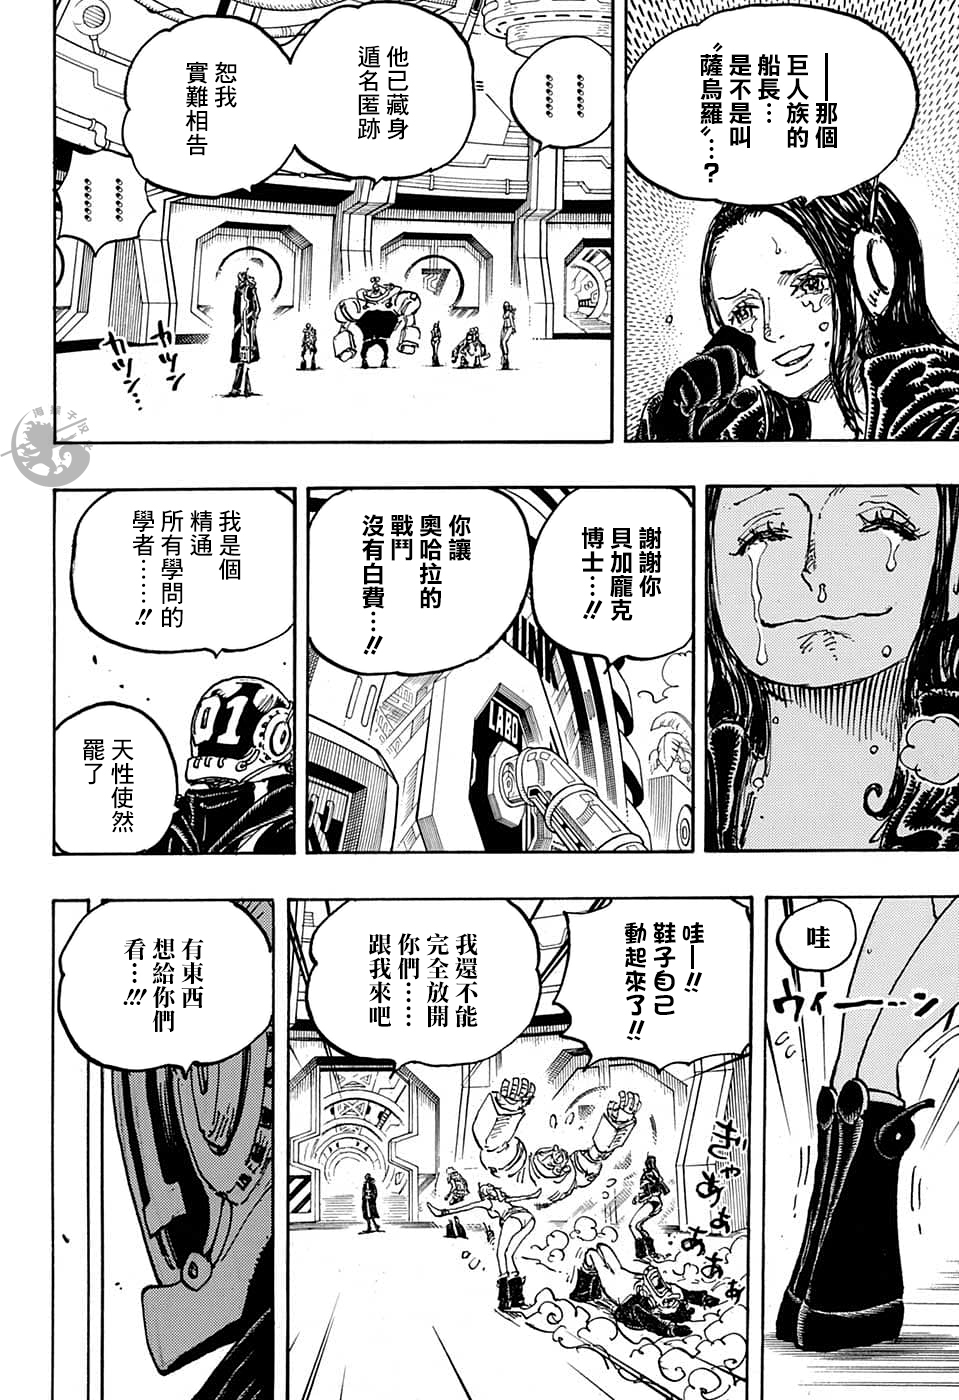 ——那個
巨人族的
船長…
是不是叫
〝薩烏羅〞…?
………
………
他已藏身
遁名匿跡
恕我
實難相告
………
………
カツ
カツ…
謝謝你
貝加龐克
博士…!!
你讓
奧哈拉的
戰鬥
沒有白費…!!
LABO
我是個
精通
所有學問的
學者……!!
01
天性使然
罷了
哇
ウィーーン
哇—!!
鞋子自己
動起來了!!
我還不能
完全放開
你們……
跟我來吧
ぎゃあぁあぁ
有東西
想給你們
看…!!!